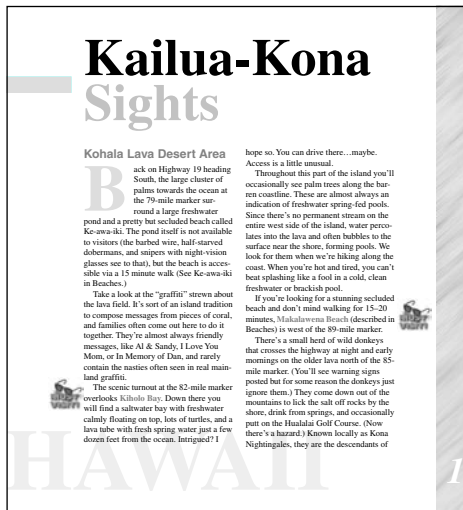 Kailua-Kona
Sights
Kohala Lava Desert Area
Back on Highway 19 heading
South, the large cluster of
palms towards the ocean at
the 79-mile marker sur-
round a large freshwater
pond and a pretty but secluded beach called
Ke-awa-iki. The pond itself is not available
to visitors (the barbed wire, half-starved
dobermans, and snipers with night-vision
glasses see to that), but the beach is acces-
sible via a 15 minute walk (See Ke-awa-iki
in Beaches.)
Take a look at the “graffiti” strewn about
the lava field. It’s sort of an island tradition
to compose messages from pieces of coral,
and families often come out here to do it
together. They’re almost always friendly
messages, like Al & Sandy, I Love You
Mom, or In Memory of Dan, and rarely
contain the nasties often seen in real main-
land graffiti.
The scenic turnout at the 82-mile marker
overlooks Kiholo Bay. Down there you
will find a saltwater bay with freshwater
calmly floating on top, lots of turtles, and a
lava tube with fresh spring water just a few
dozen feet from the ocean. Intrigued? I
hope so. You can drive there…maybe.
Access is a little unusual.
Throughout this part of the island you’ll
occasionally see palm trees along the bar-
ren coastline. These are almost always an
indication of freshwater spring-fed pools.
Since there’s no permanent stream on the
entire west side of the island, water perco-
lates into the lava and often bubbles to the
surface near the shore, forming pools. We
look for them when we’re hiking along the
coast. When you’re hot and tired, you can’t
beat splashing like a fool in a cold, clean
freshwater or brackish pool.
If you’re looking for a stunning secluded
beach and don’t mind walking for 15–20
minutes, Makalawena Beach (described in
Beaches) is west of the 89-mile marker.
There’s a small herd of wild donkeys
that crosses the highway at night and early
mornings on the older lava north of the 85-
mile marker. (You’ll see warning signs
posted but for some reason the donkeys just
ignore them.) They come down out of the
mountains to lick the salt off rocks by the
shore, drink from springs, and occasionally
putt on the Hualalai Golf Course. (Now
there’s a hazard.) Known locally as Kona
Nightingales, they are the descendants of
HAWAII
1